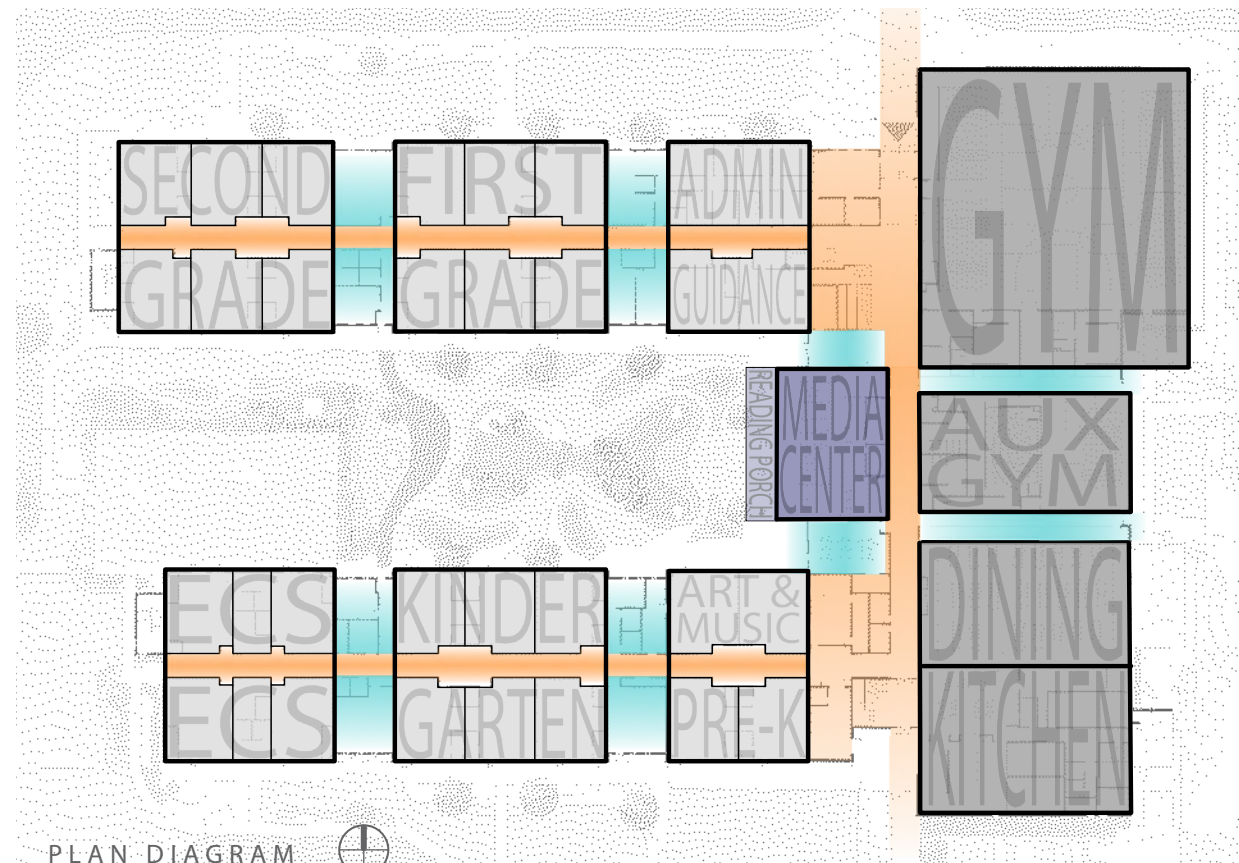 SECOND
GRADE
FIRST
GRADE
ADMIN
GUIDANCE
GYM
READING PORCH
MEDIA
CENTER
AUX
GYM
ECS
ECS
KINDER
GARTEN
ART &
MUSIC
PRE-K
DINING
KITCHEN
PLAN DIAGRAM